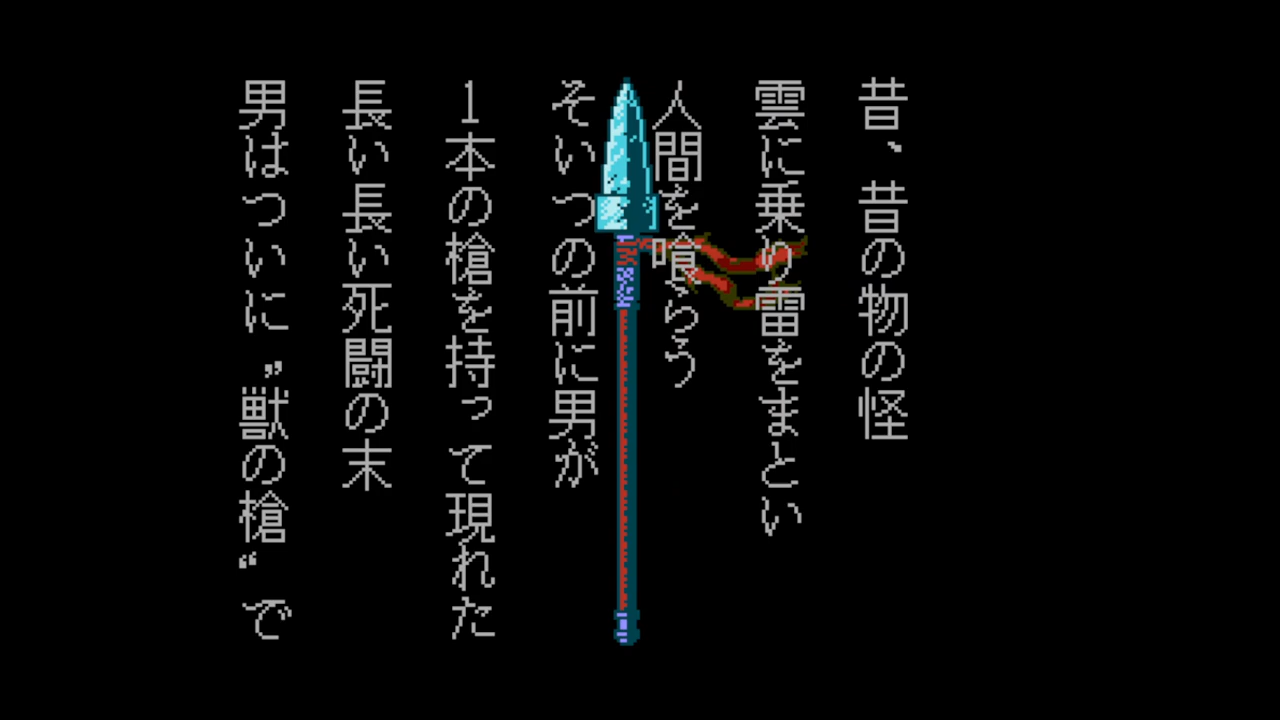 昔、昔の物の怪
雲に乗り雷をまとい
人間を喰らう
そいつの前に男が
1本の槍を持って現れた
長い長い死闘の末
男はついに〝獣の槍〟で